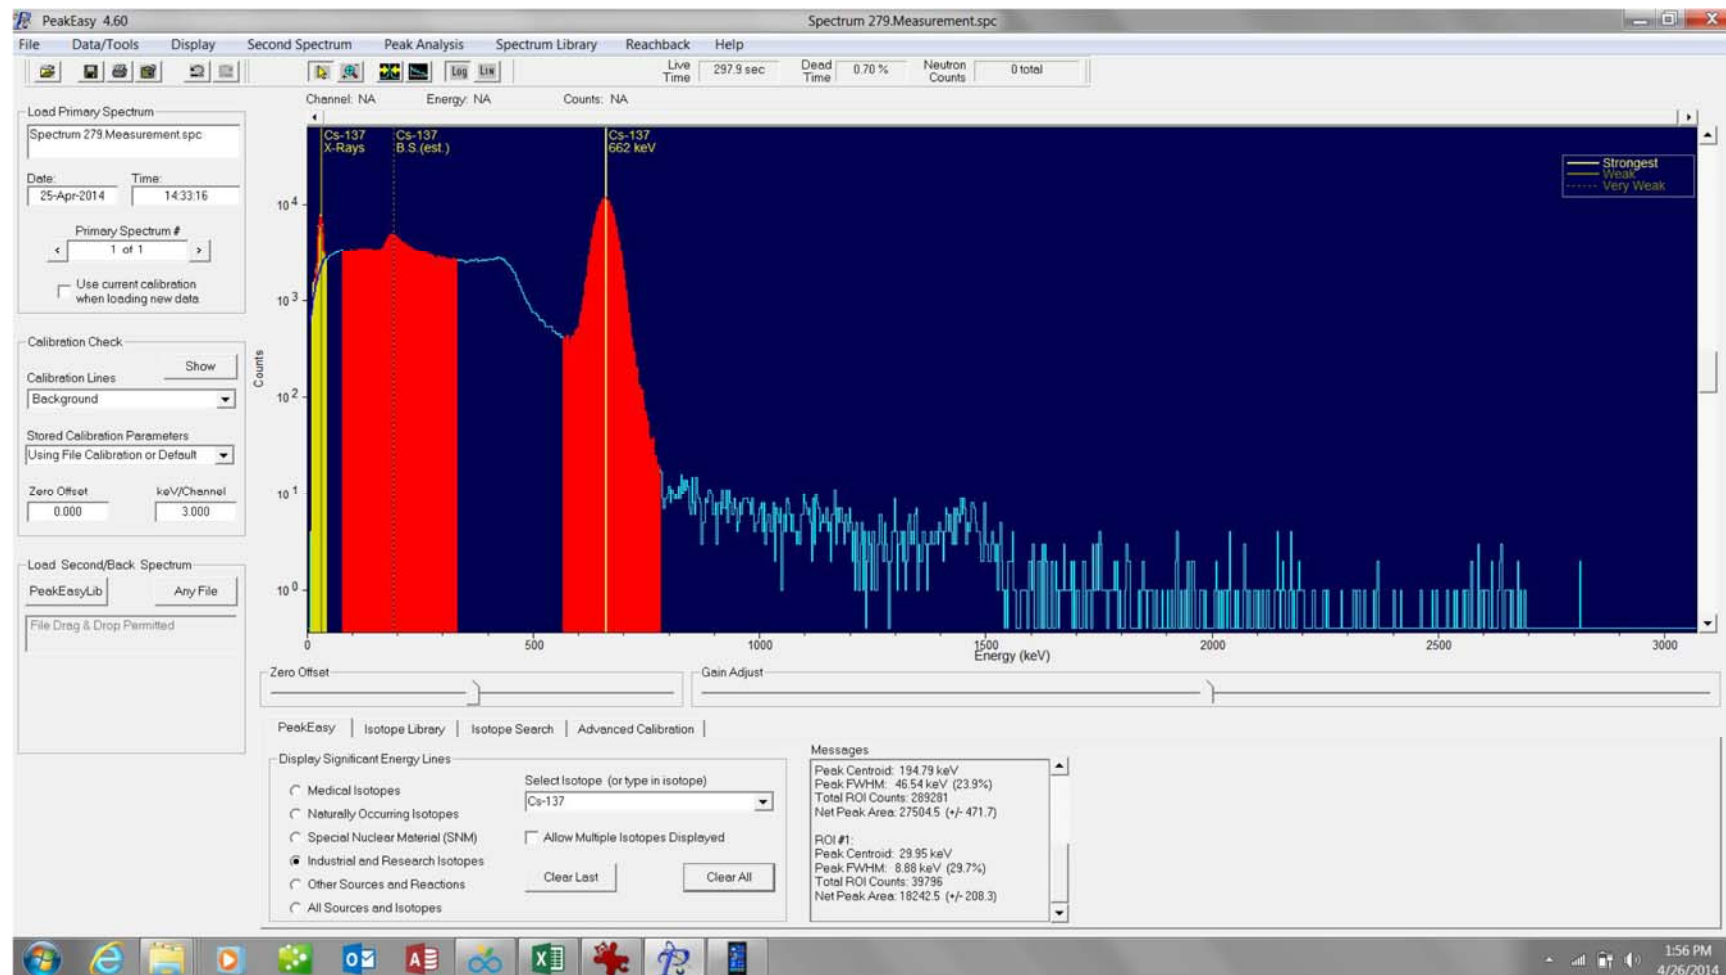 PeakEasy 4.60
Spectrum 279.Measurement.spc
File Data/Tools Display Second Spectrum Peak Analysis Spectrum Library Reachback Help
Log LIN
Live Time 297.9 sec Dead Time 0.70 % Neutron Counts 0 total
Channel: NA Energy: NA Counts: NA
Load Primary Spectrum
Spectrum 279.Measurement.spc
Date: Time:
25-Apr-2014 14:33:16
Primary Spectrum #
< 1 of 1 >
Use current calibration
when loading new data
Calibration Check
Show
Calibration Lines
Background
Stored Calibration Parameters
Using File Calibration or Default
Zero Offset keV/Channel
0.000 3.000
Load Second/Back Spectrum
PeakEasyLib Any File
File Drag & Drop Permitted
Cs-137 Cs-137 Cs-137
X-Rays B.S.(est.) 662 keV
Strongest
Weak
Very Weak
Counts
10 4
10 3
10 2
10 1
10 0
0 500 1000 1500 2000 2500 3000
Energy (keV)
Zero Offset Gain Adjust
PeakEasy Isotope Library Isotope Search Advanced Calibration
Display Significant Energy Lines
Medical Isotopes
Naturally Occurring Isotopes
Special Nuclear Material (SNM)
Industrial and Research Isotopes
Other Sources and Reactions
All Sources and Isotopes
Select Isotope (or type in isotope)
Cs-137
Allow Multiple Isotopes Displayed
Clear Last Clear All
Messages
Peak Centroid: 194.79 keV
Peak FWHM: 46.54 keV (23.9%)
Total ROI Counts: 289281
Net Peak Area: 27504.5 (+/- 471.7)
ROI #1:
Peak Centroid: 29.95 keV
Peak FWHM: 8.88 keV (29.7%)
Total ROI Counts: 39796
Net Peak Area: 18242.5 (+/- 208.3)
1:56 PM
4/26/2014